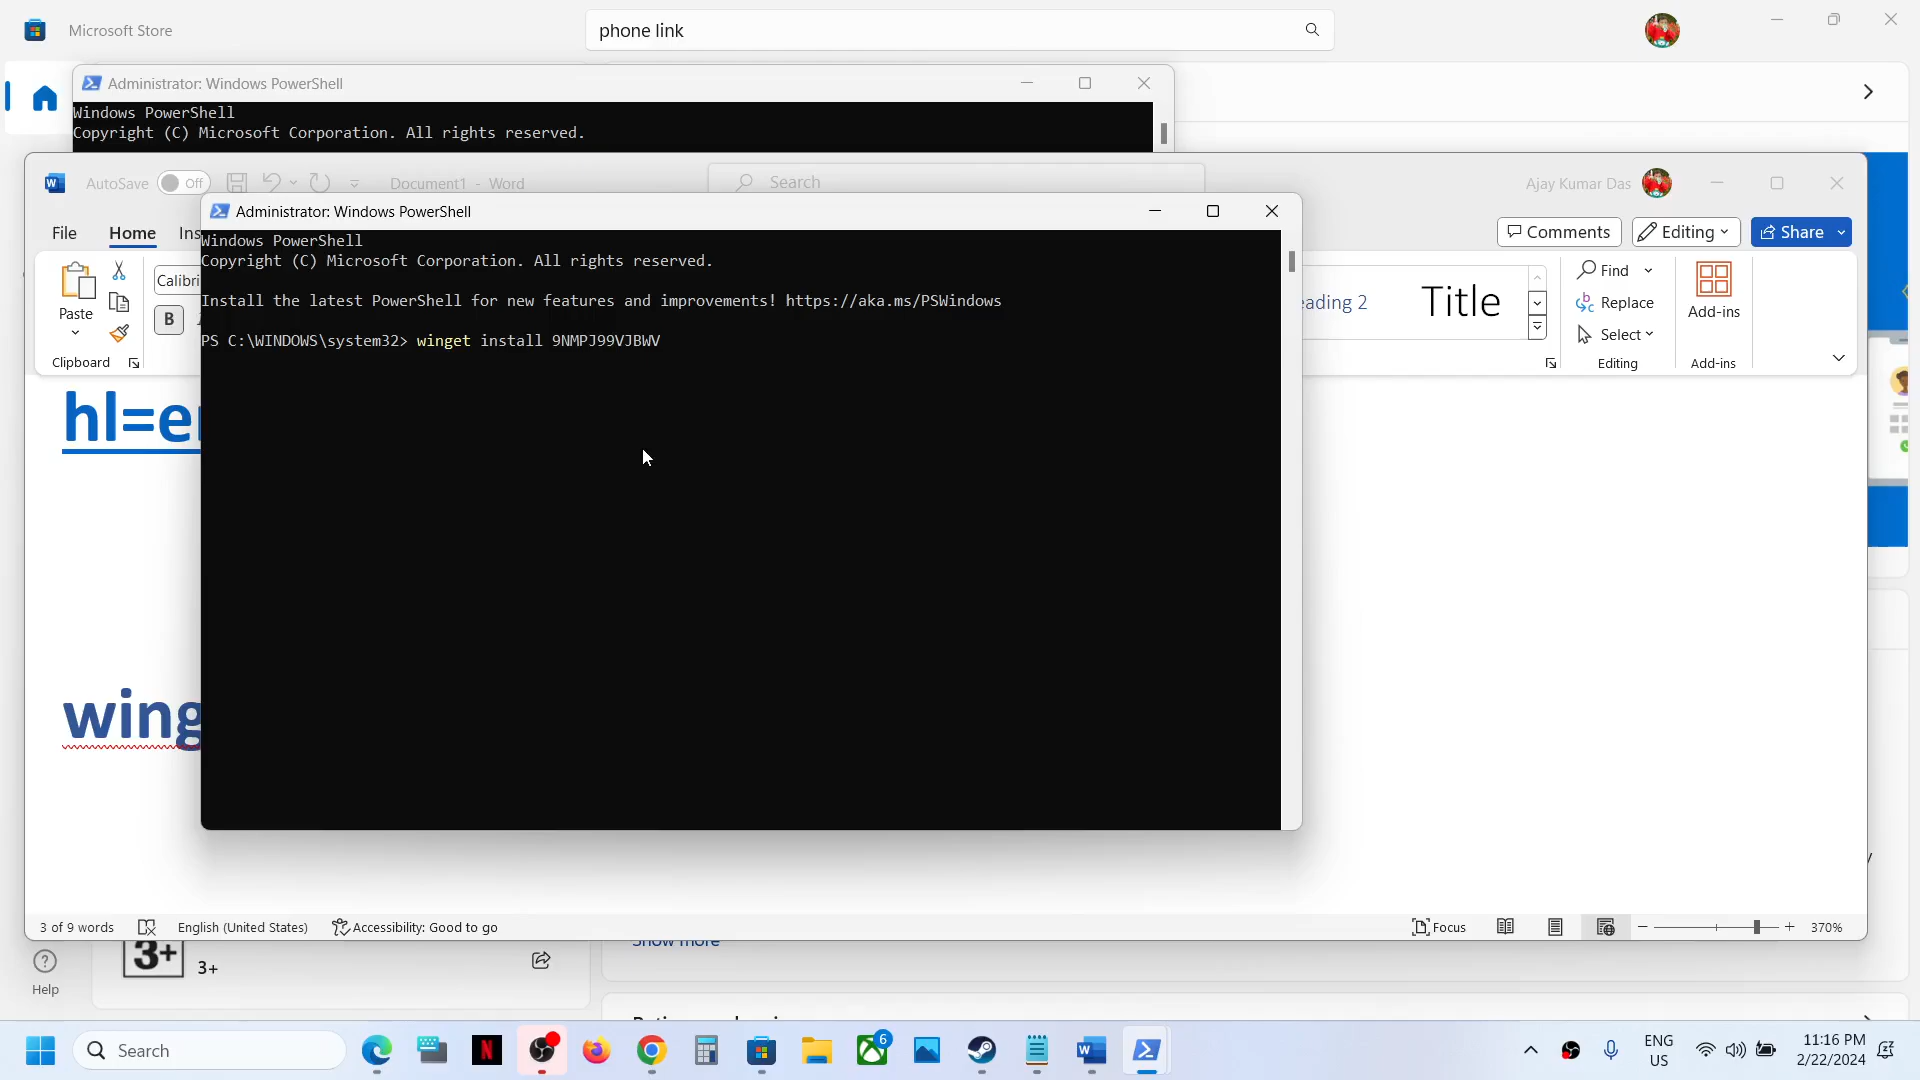 Microsoft Store
phone link
Administrator: Windows PowerShell
Windows PowerShell
Copyright (C) Microsoft Corporation. All rights reserved.
AutoSave Off
Document1 - Word
Search
Ajay Kumar Das
Administrator: Windows PowerShell
File
Home
Comments
Editing
Share
Windows PowerShell
Copyright (C) Microsoft Corporation. All rights reserved.
Install the latest PowerShell for new features and improvements! https://aka.ms/PSWindows
PS C:\WINDOWS\system32> winget install 9NMPJ99VJBWV
Paste
Clipboard
Calibri
B
eading 2
Title
Find
Replace
Select
Editing
Add-ins
Add-ins
hl=e
wing
3 of 9 words
English (United States)
Accessibility: Good to go
Focus
370%
Show more
3+
3+
Help
Search
6
ENG
US
11:16 PM
2/22/2024